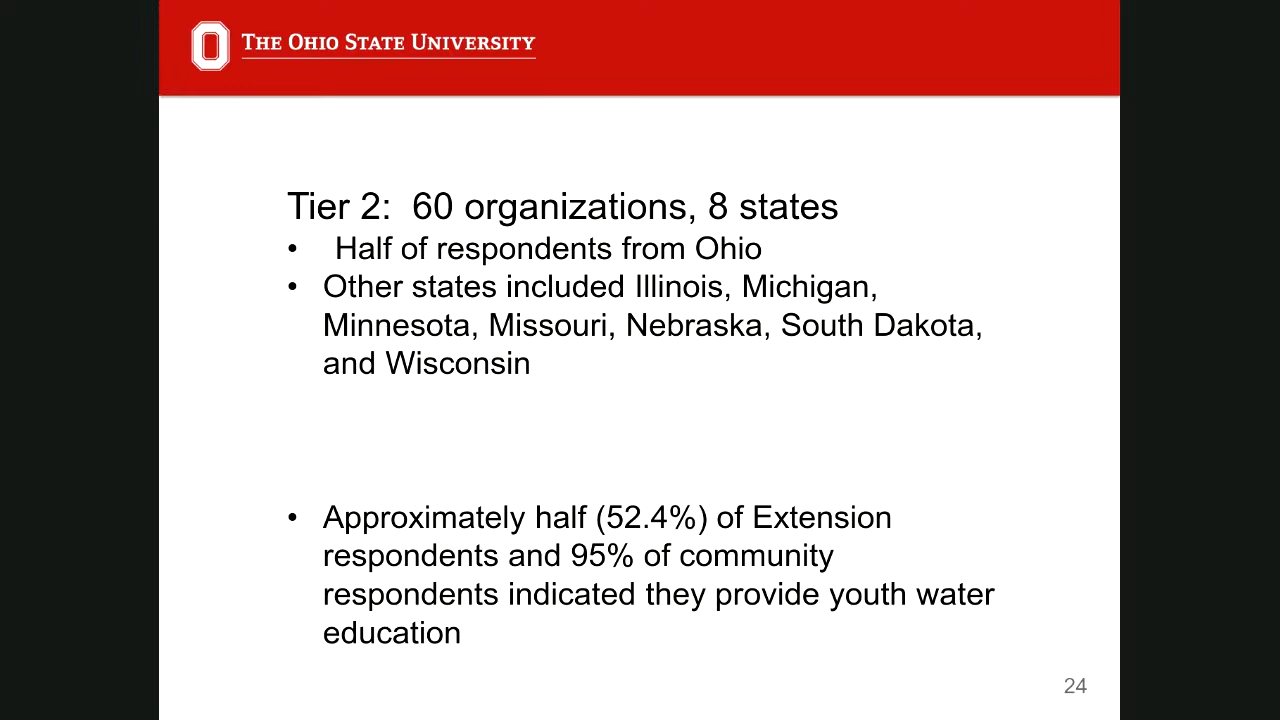 THE OHIO STATE UNIVERSITY
Tier 2:  60 organizations, 8 states
•   Half of respondents from Ohio
•   Other states included Illinois, Michigan,
Minnesota, Missouri, Nebraska, South Dakota,
and Wisconsin
•   Approximately half (52.4%) of Extension
respondents and 95% of community
respondents indicated they provide youth water
education
24